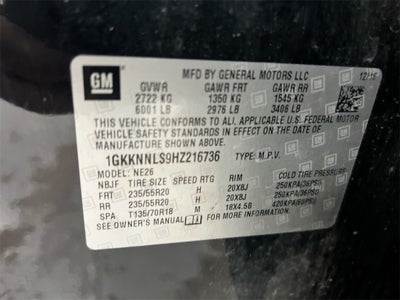 GM
MFD BY GENERAL MOTORS LLC
12/16
GVWR GAWR FRT GAWR RR
2722 KG 1350 KG 1545 KG
6001 LB 2976 LB 3406 LB
THIS VEHICLE CONFORMS TO ALL APPLICABLE U.S. FEDERAL MOTOR
VEHICLE SAFETY STANDARDS IN EFFECT ON THE DATE OF
MANUFACTURE SHOWN ABOVE.
1GKKNNLS9HZ216736 TYPE: M.P.V.
MODEL: NE26
NBJF TIRE SIZE SPEED RTG RIM COLD TIRE PRESSURE
FRT 235/55R20 H 20X8J 250KPA(36PSI)
RR 235/55R20 H 20X8J 250KPA(36PSI)
SPA T135/70R18 M 18X4.5B 420KPA(60PSI)
SEE OWNER'S MANUAL FOR MORE INFORMATION.